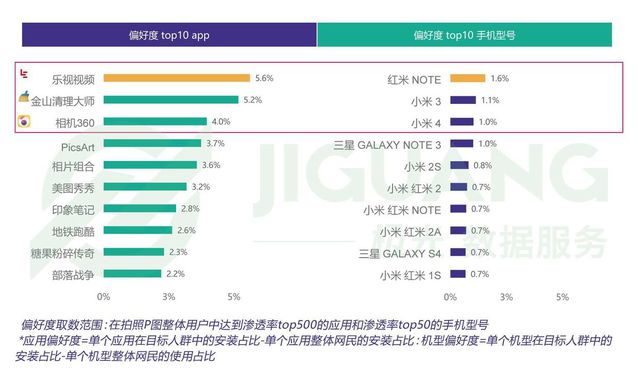 偏好度 top10 app
偏好度 top10 手机型号
乐视视频 5.6%
金山清理大师 5.2%
相机360 4.0%
PicsArt 3.7%
相片组合 3.6%
美图秀秀 3.2%
印象笔记 2.8%
地铁跑酷 2.6%
糖果粉碎传奇 2.3%
部落战争 2.2%
0% 3% 5%
红米 NOTE 1.6%
小米 3 1.1%
小米 4 1.0%
三星 GALAXY NOTE 3 1.0%
小米 2S 0.8%
小米 红米 2 0.7%
小米 红米 NOTE 0.7%
小米 红米 2A 0.7%
三星 GALAXY S4 0.7%
小米 红米 1S 0.7%
0% 3% 5%
JIGUANG
极光 数据服务
偏好度取数范围：在拍照P图整体用户中达到渗透率top500的应用和渗透率top50的手机型号
*应用偏好度=单个应用在目标人群中的安装占比-单个应用整体网民的安装占比：机型偏好度=单个机型在目标人群中的
安装占比-单个机型整体网民的使用占比